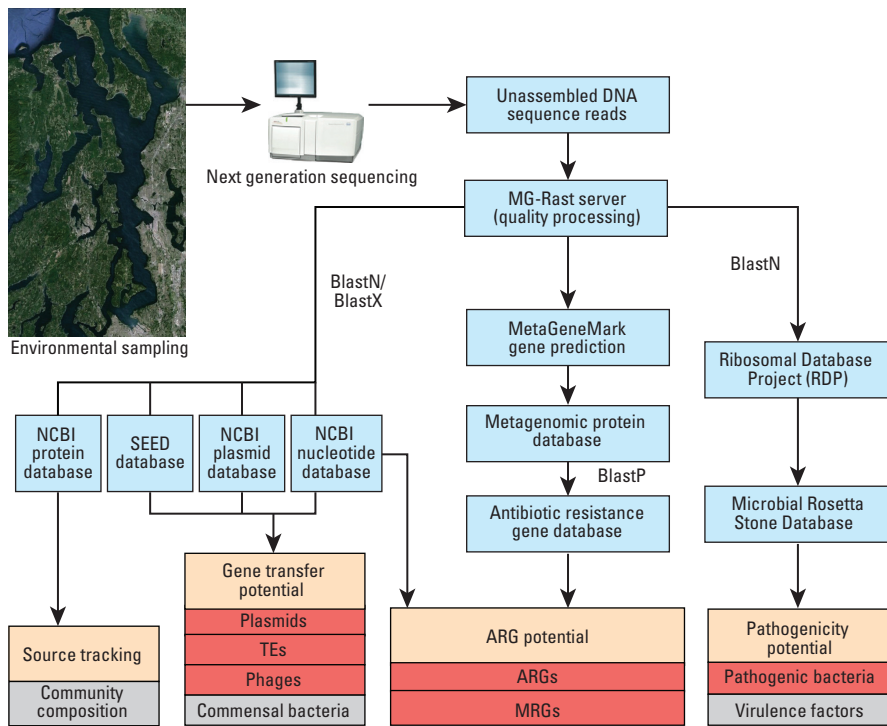 Unassembled DNA
sequence reads
Next generation sequencing
MG-Rast server
(quality processing)
BlastN/
BlastX
BlastN
Environmental sampling
MetaGeneMark
gene prediction
Ribosomal Database
Project (RDP)
NCBI
protein
database
SEED
database
NCBI
plasmid
database
NCBI
nucleotide
database
Metagenomic protein
database
BlastP
Antibiotic resistance
gene database
Microbial Rosetta
Stone Database
Gene transfer
potential
Plasmids
TEs
Phages
Commensal bacteria
Source tracking
Community
composition
ARG potential
ARGs
MRGs
Pathogenicity
potential
Pathogenic bacteria
Virulence factors